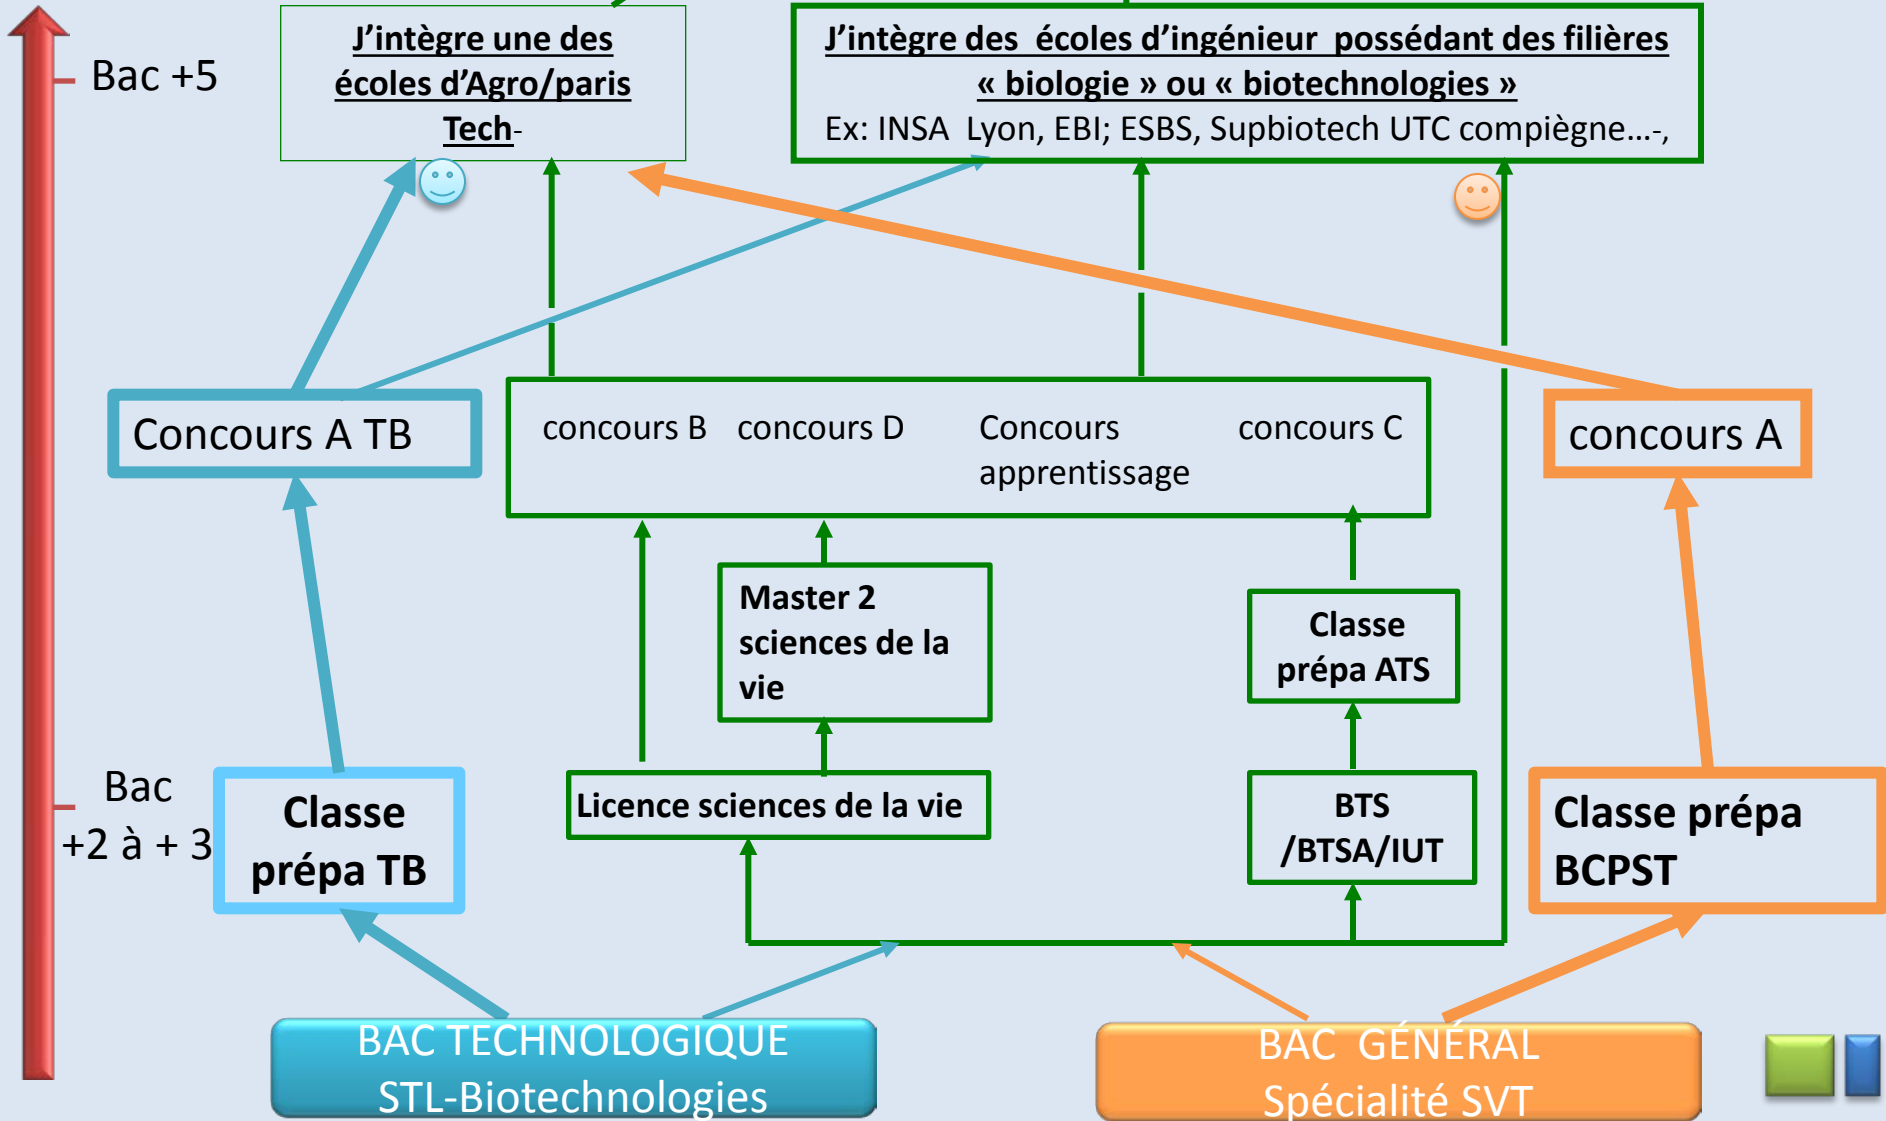 J'intègre une des
écoles d'Agro/paris
Tech-
J'intègre des écoles d'ingénieur possédant des filières
« biologie » ou « biotechnologies »
Ex: INSA Lyon, EBI; ESBS, Supbiotech UTC compiègne...-,
Bac +5
Concours A TB
concours B
concours D
Concours
apprentissage
concours C
concours A
Master 2
sciences de la
vie
Classe
prépa ATS
Bac
+2 à + 3
Classe
prépa TB
Licence sciences de la vie
BTS
/BTSA/IUT
Classe prépa
BCPST
BAC TECHNOLOGIQUE
STL-Biotechnologies
BAC GÉNÉRAL
Spécialité SVT